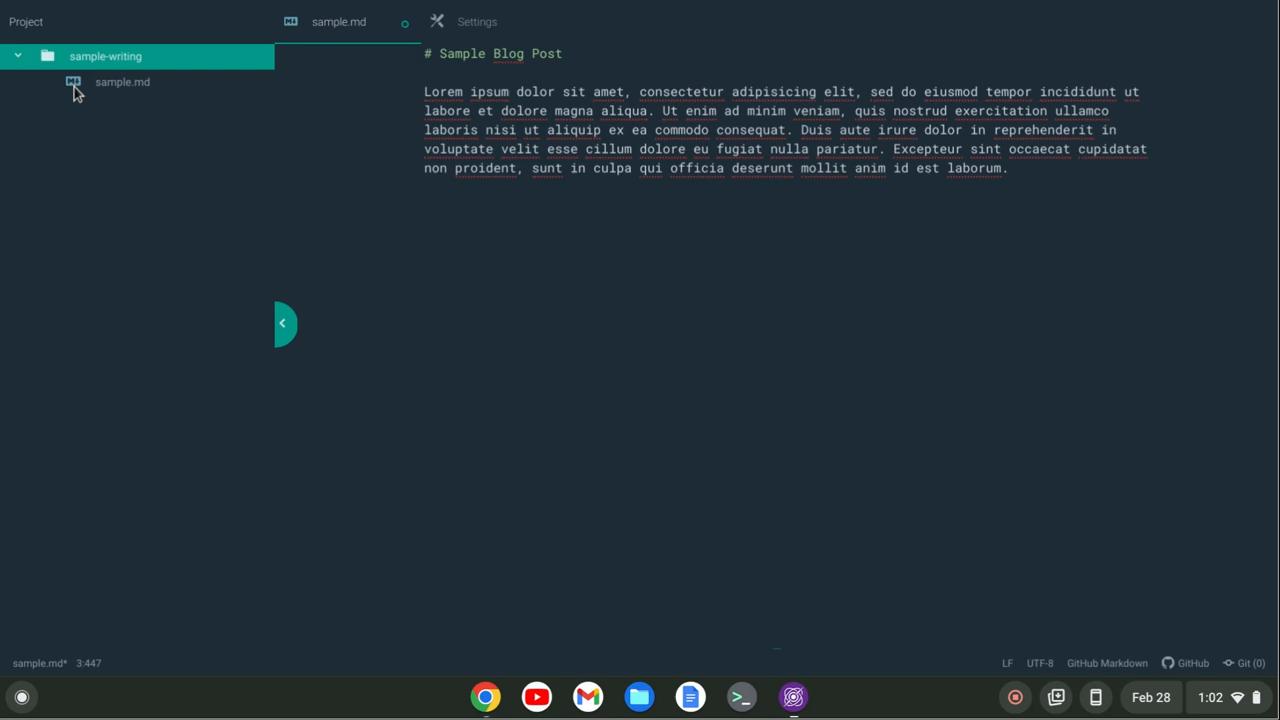 Project
sample-writing
sample.md
sample.md
Settings
# Sample Blog Post
Lorem ipsum dolor sit amet, consectetur adipisicing elit, sed do eiusmod tempor incididunt ut
labore et dolore magna aliqua. Ut enim ad minim veniam, quis nostrud exercitation ullamco
laboris nisi ut aliquip ex ea commodo consequat. Duis aute irure dolor in reprehenderit in
voluptate velit esse cillum dolore eu fugiat nulla pariatur. Excepteur sint occaecat cupidatat
non proident, sunt in culpa qui officia deserunt mollit anim id est laborum.
sample.md* 3:447
LF UTF-8 GitHub Markdown GitHub Git (0)
Feb 28 1:02